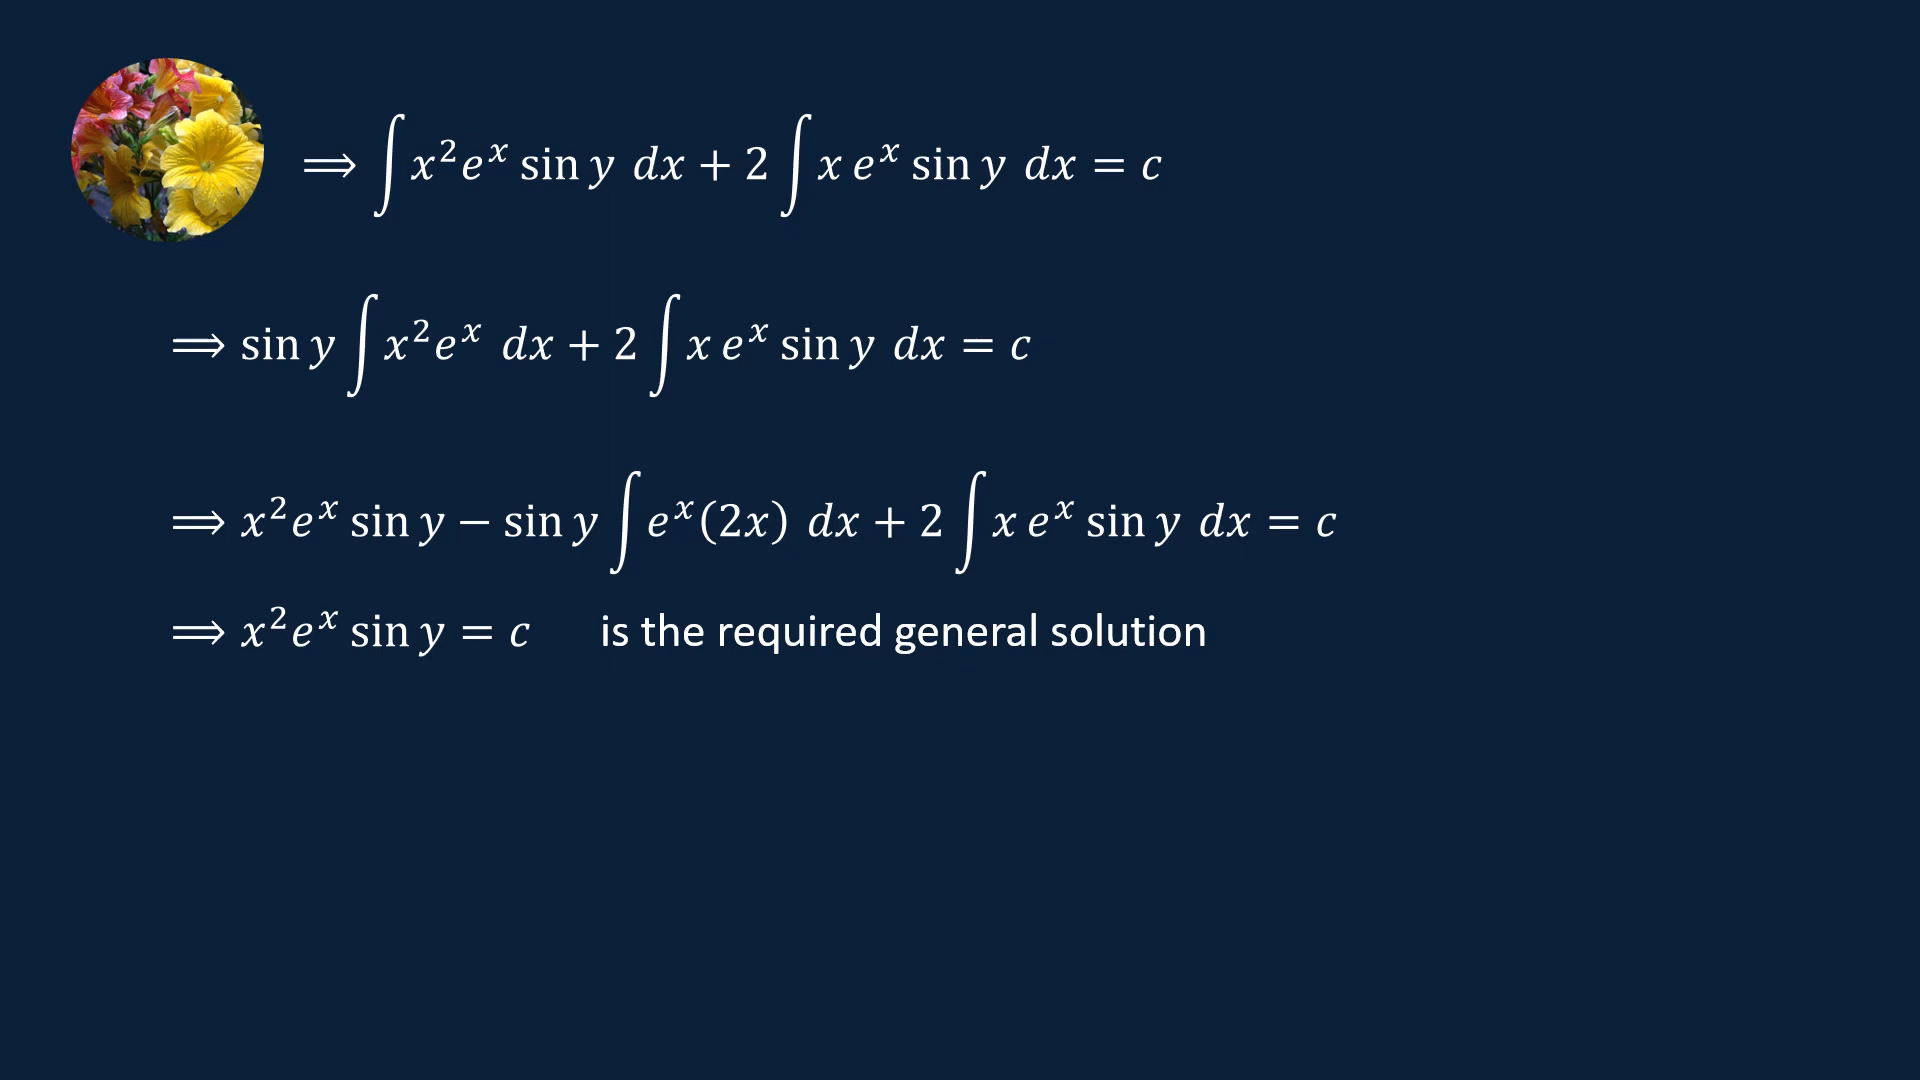 ⟹ ∫ x²eˣ sin y dx + 2 ∫ x eˣ sin y dx = c
⟹ sin y ∫ x²eˣ dx + 2 ∫ x eˣ sin y dx = c
⟹ x²eˣ sin y − sin y ∫ eˣ(2x) dx + 2 ∫ x eˣ sin y dx = c
⟹ x²eˣ sin y = c is the required general solution